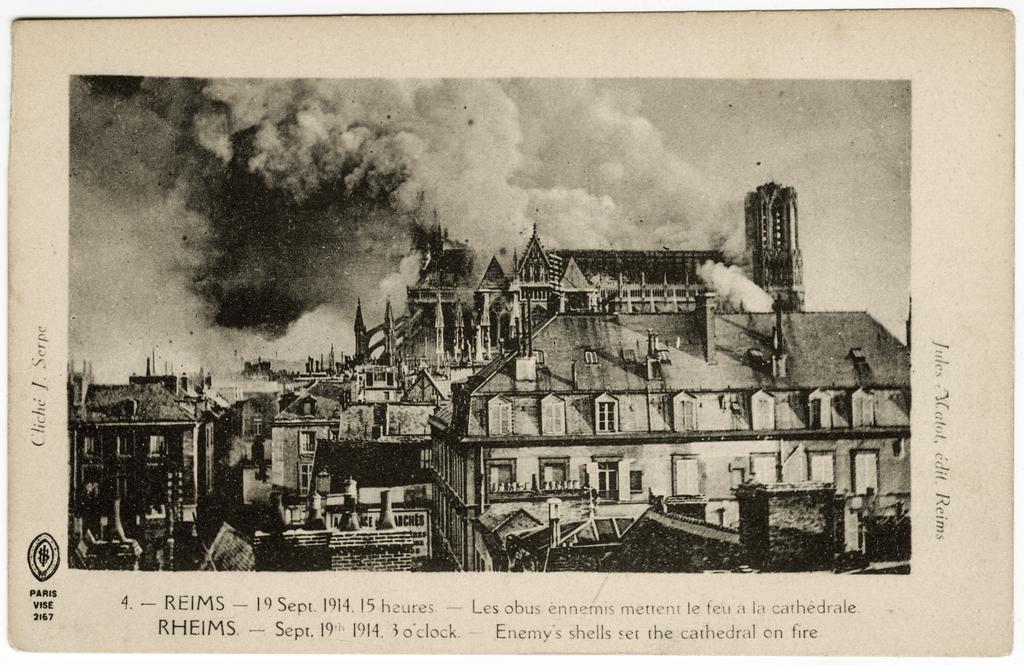 Cliché J. Serpe
Jules Matot, édit. Reims
ARCHÉ
PARIS
VISÉ
2167
4. — REIMS — 19 Sept. 1914, 15 heures. — Les obus ennemis mettent le feu à la cathédrale.
RHEIMS. — Sept. 19th 1914, 3 o'clock. — Enemy's shells set the cathedral on fire